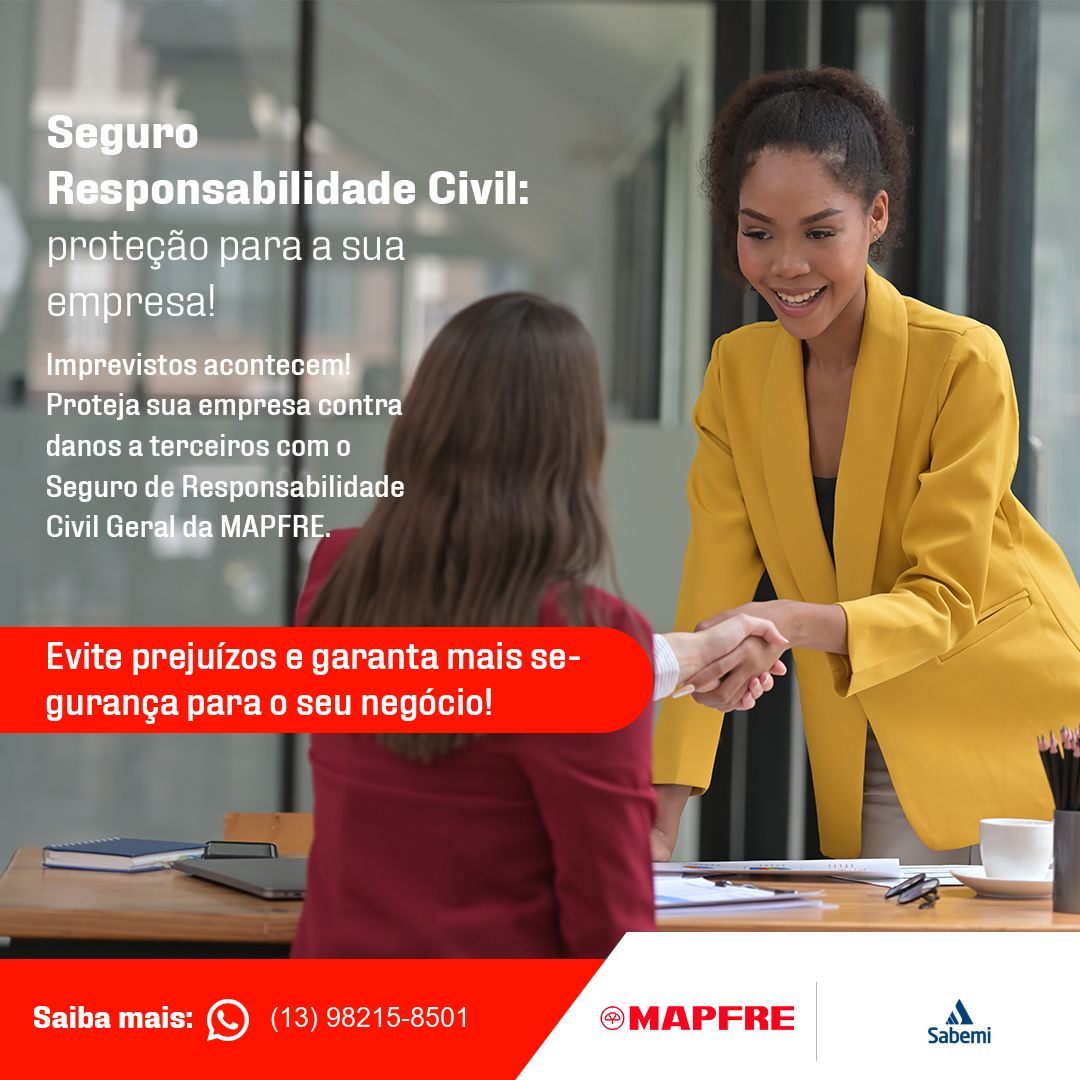 Seguro
Responsabilidade Civil:
proteção para a sua
empresa!
Imprevistos acontecem!
Proteja sua empresa contra
danos a terceiros com o
Seguro de Responsabilidade
Civil Geral da MAPFRE.
Evite prejuízos e garanta mais se-
gurança para o seu negócio!
Saiba mais: (13) 98215-8501
MAPFRE
Sabemi